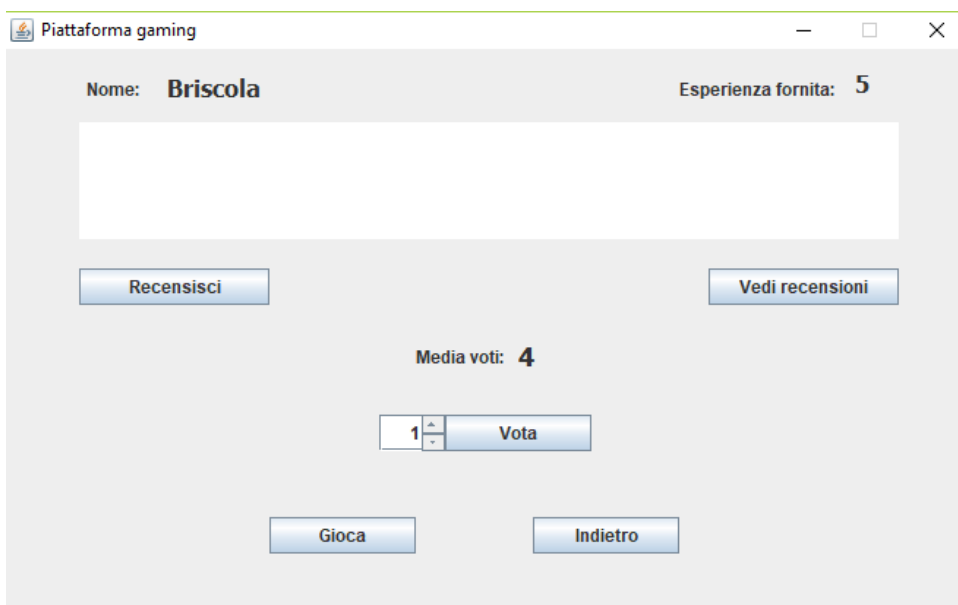 Piattaforma gaming
Nome: Briscola Esperienza fornita: 5
Recensisci Vedi recensioni
Media voti: 4
1 Vota
Gioca Indietro